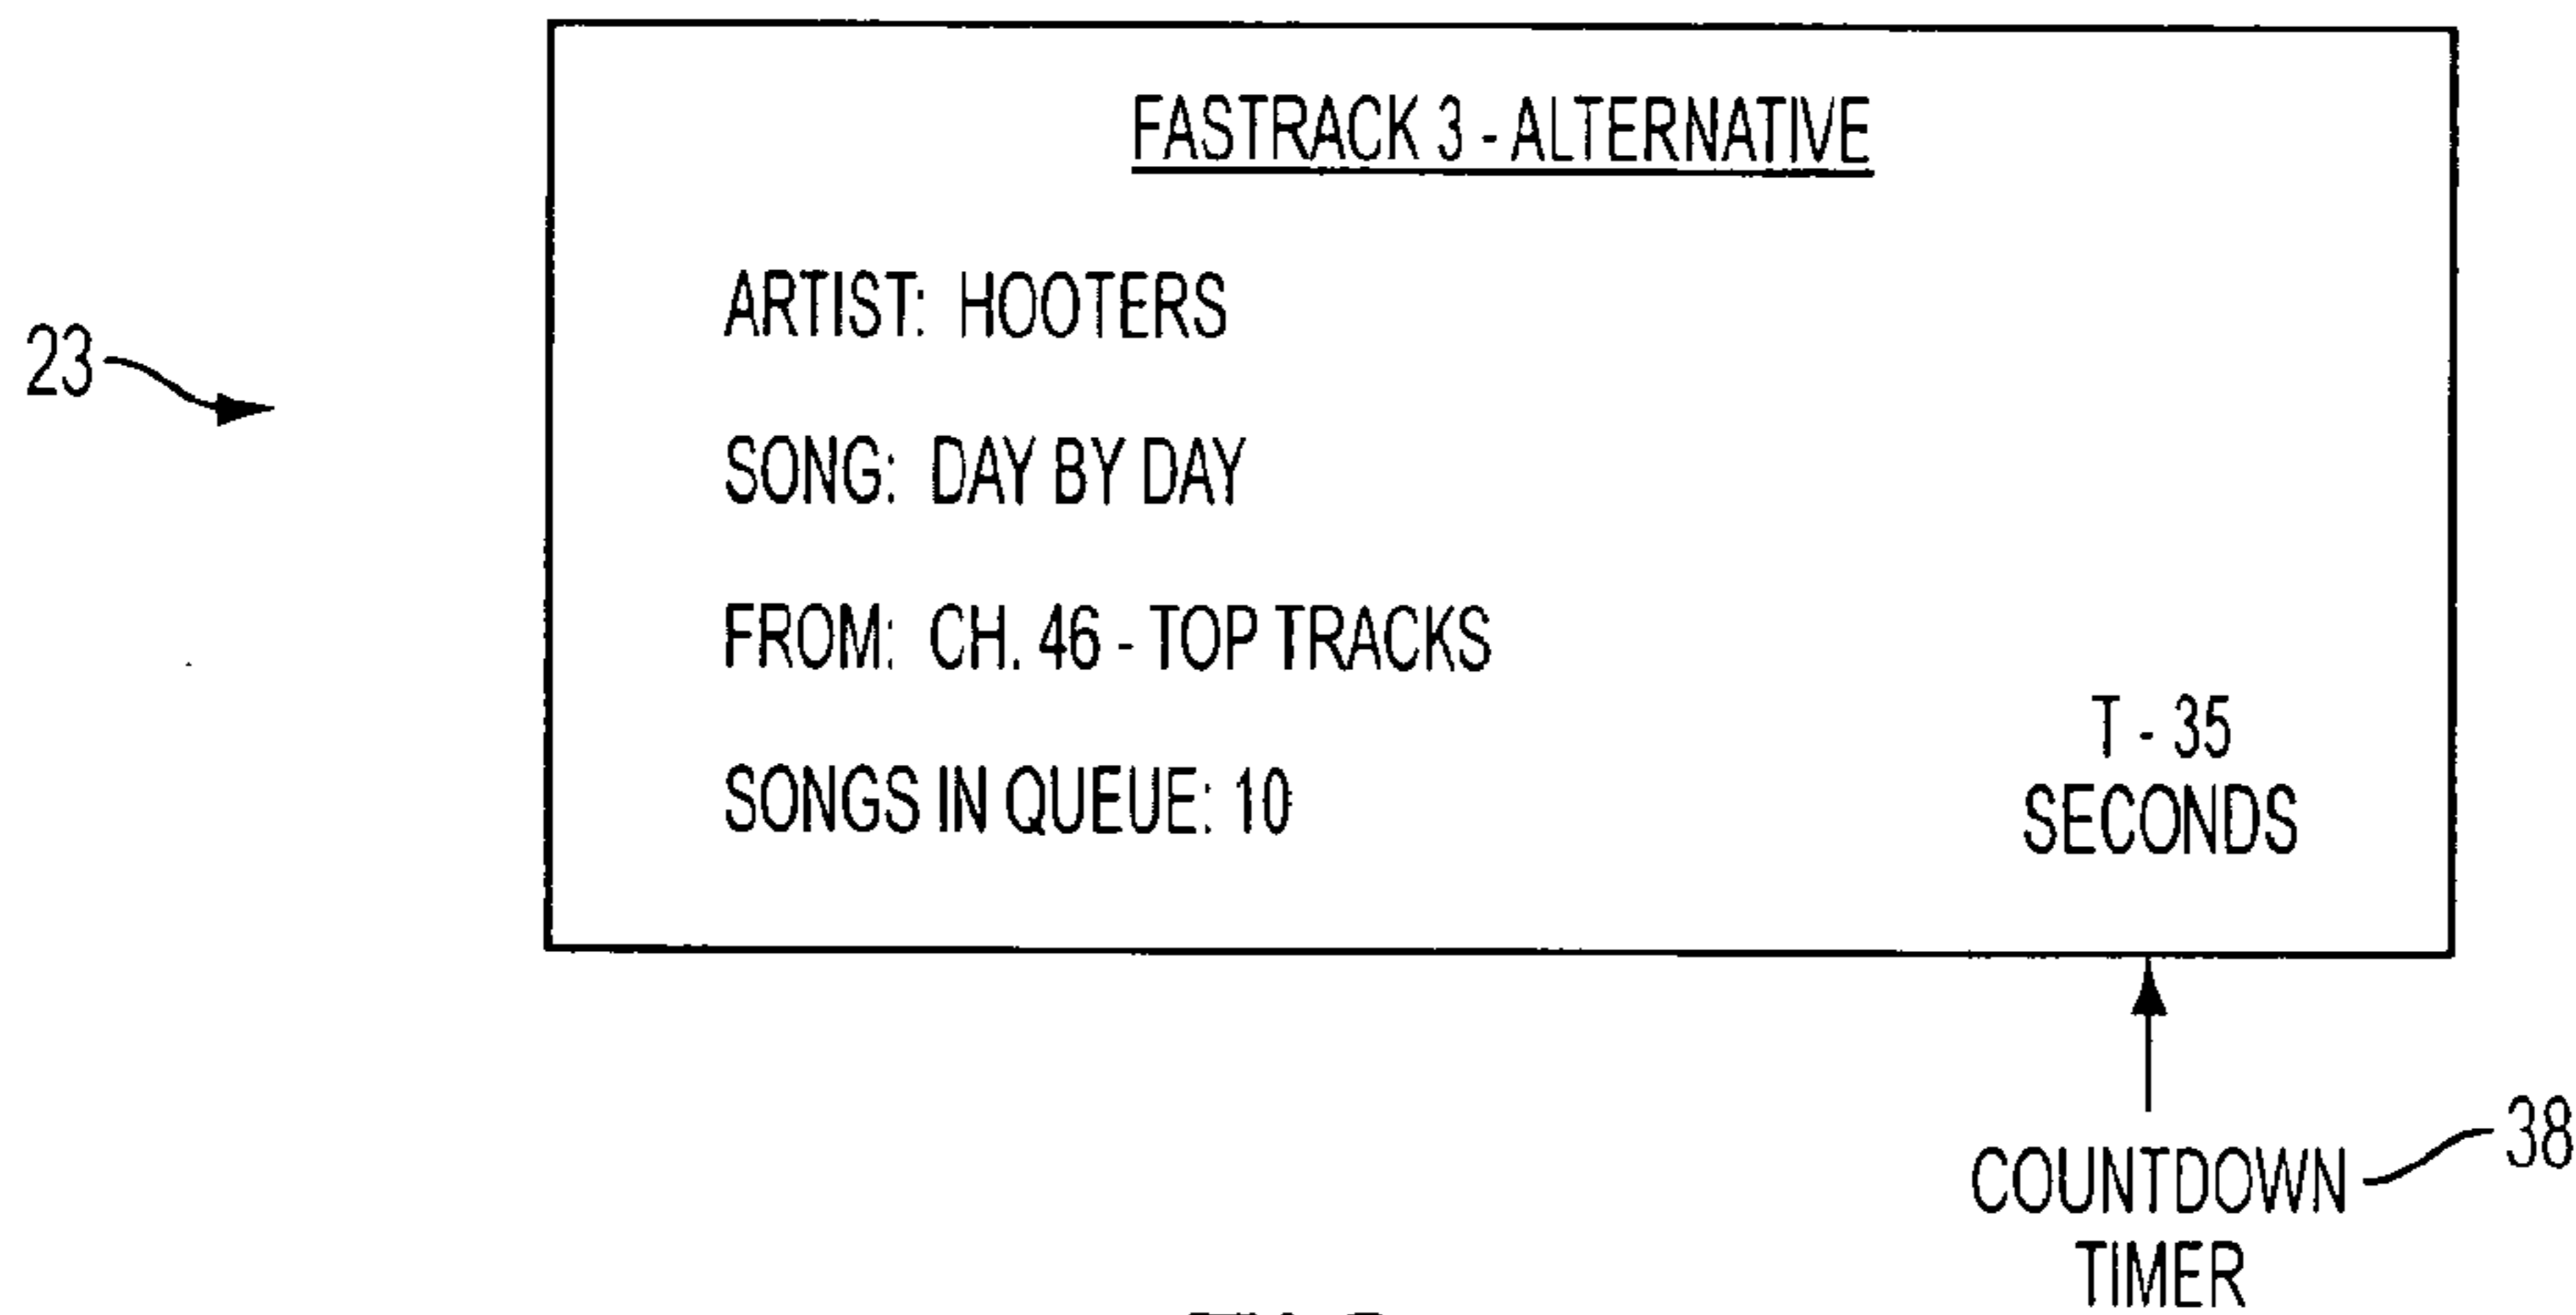 FASTRACK 3 - ALTERNATIVE
ARTIST: HOOTERS
23
SONG: DAY BY DAY
FROM: CH. 46 - TOP TRACKS
T - 35
SECONDS
SONGS IN QUEUE: 10
38
COUNTDOWN
TIMER